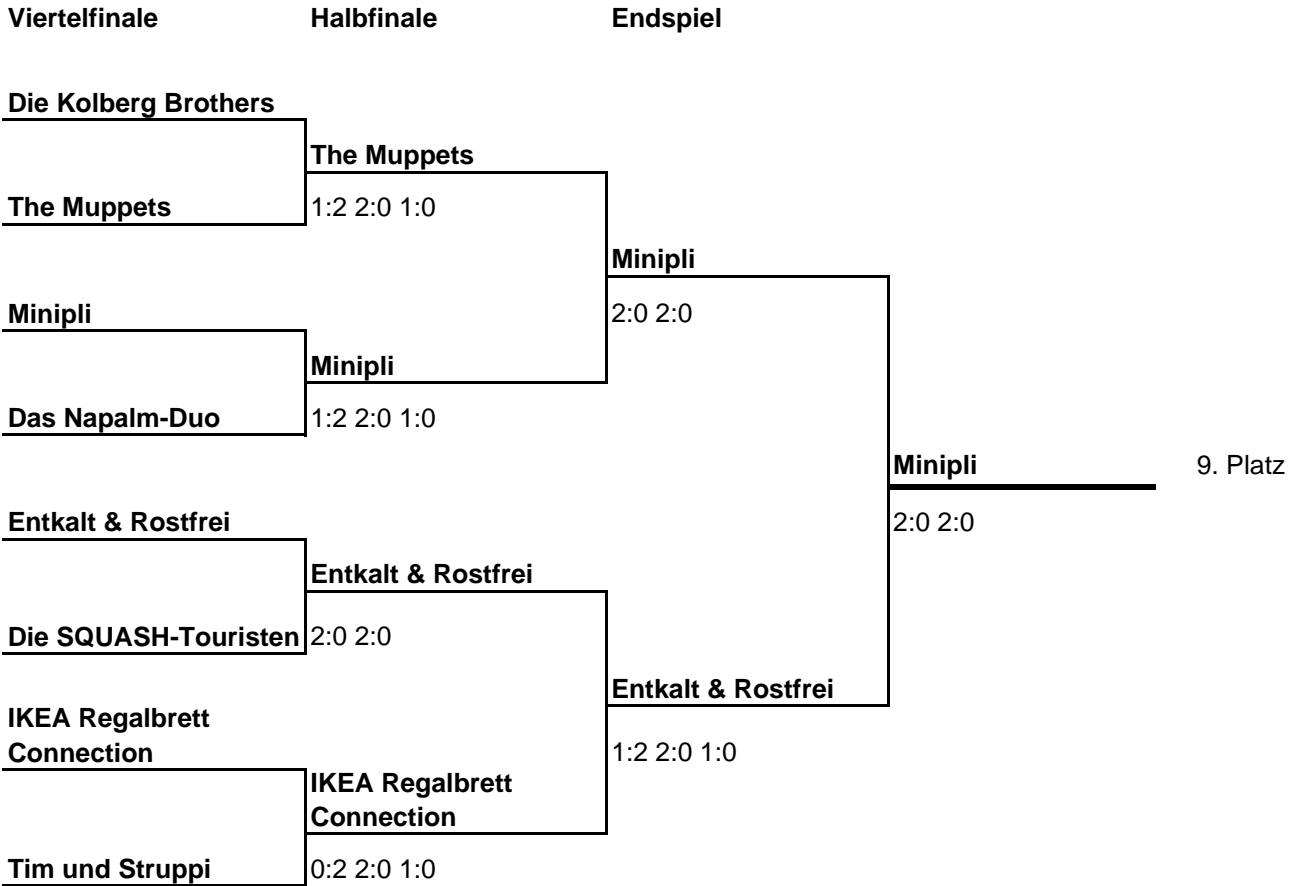 Viertelfinale Halbfinale Endspiel
Die Kolberg Brothers
The Muppets
The Muppets 1:2 2:0 1:0
Minipli
Minipli 2:0 2:0
Minipli
Das Napalm-Duo 1:2 2:0 1:0
Minipli 9. Platz
Entkalt & Rostfrei 2:0 2:0
Entkalt & Rostfrei
Die SQUASH-Touristen 2:0 2:0
Entkalt & Rostfrei
IKEA Regalbrett
Connection 1:2 2:0 1:0
IKEA Regalbrett
Connection
Tim und Struppi 0:2 2:0 1:0